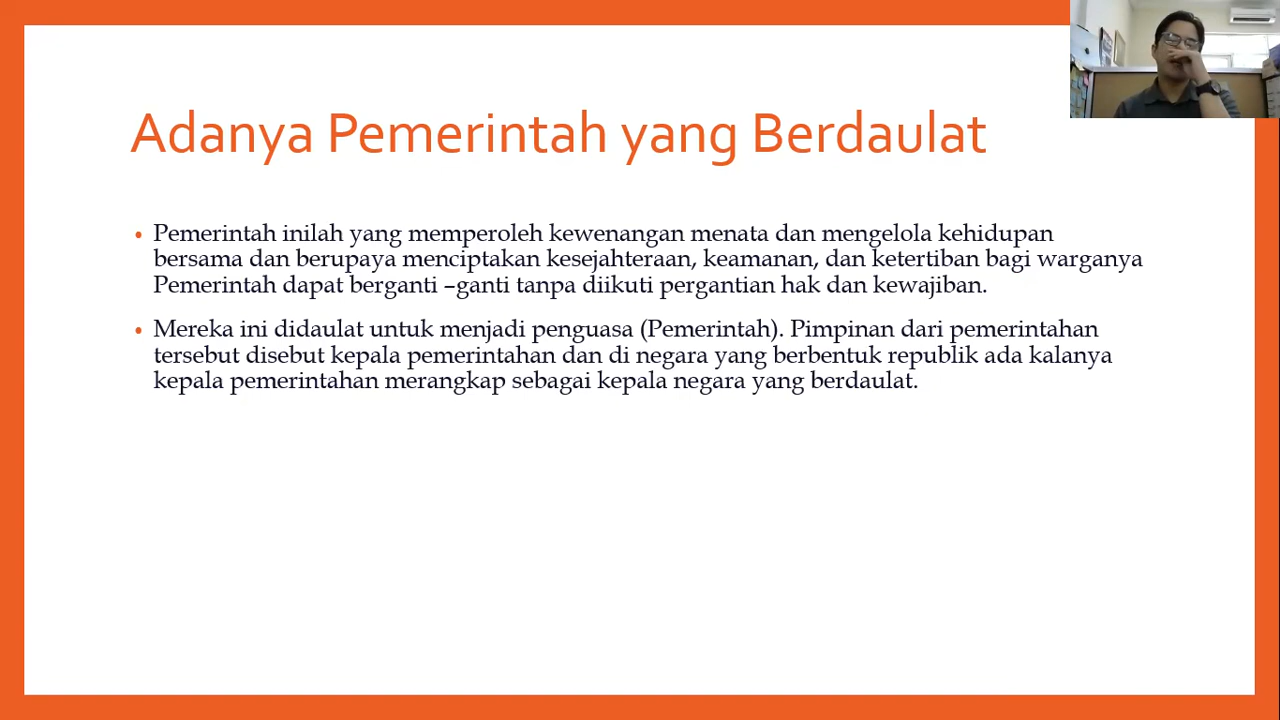 Adanya Pemerintah yang Berdaulat
• Pemerintah inilah yang memperoleh kewenangan menata dan mengelola kehidupan
bersama dan berupaya menciptakan kesejahteraan, keamanan, dan ketertiban bagi warganya
Pemerintah dapat berganti –ganti tanpa diikuti pergantian hak dan kewajiban.
• Mereka ini didaulat untuk menjadi penguasa (Pemerintah). Pimpinan dari pemerintahan
tersebut disebut kepala pemerintahan dan di negara yang berbentuk republik ada kalanya
kepala pemerintahan merangkap sebagai kepala negara yang berdaulat.